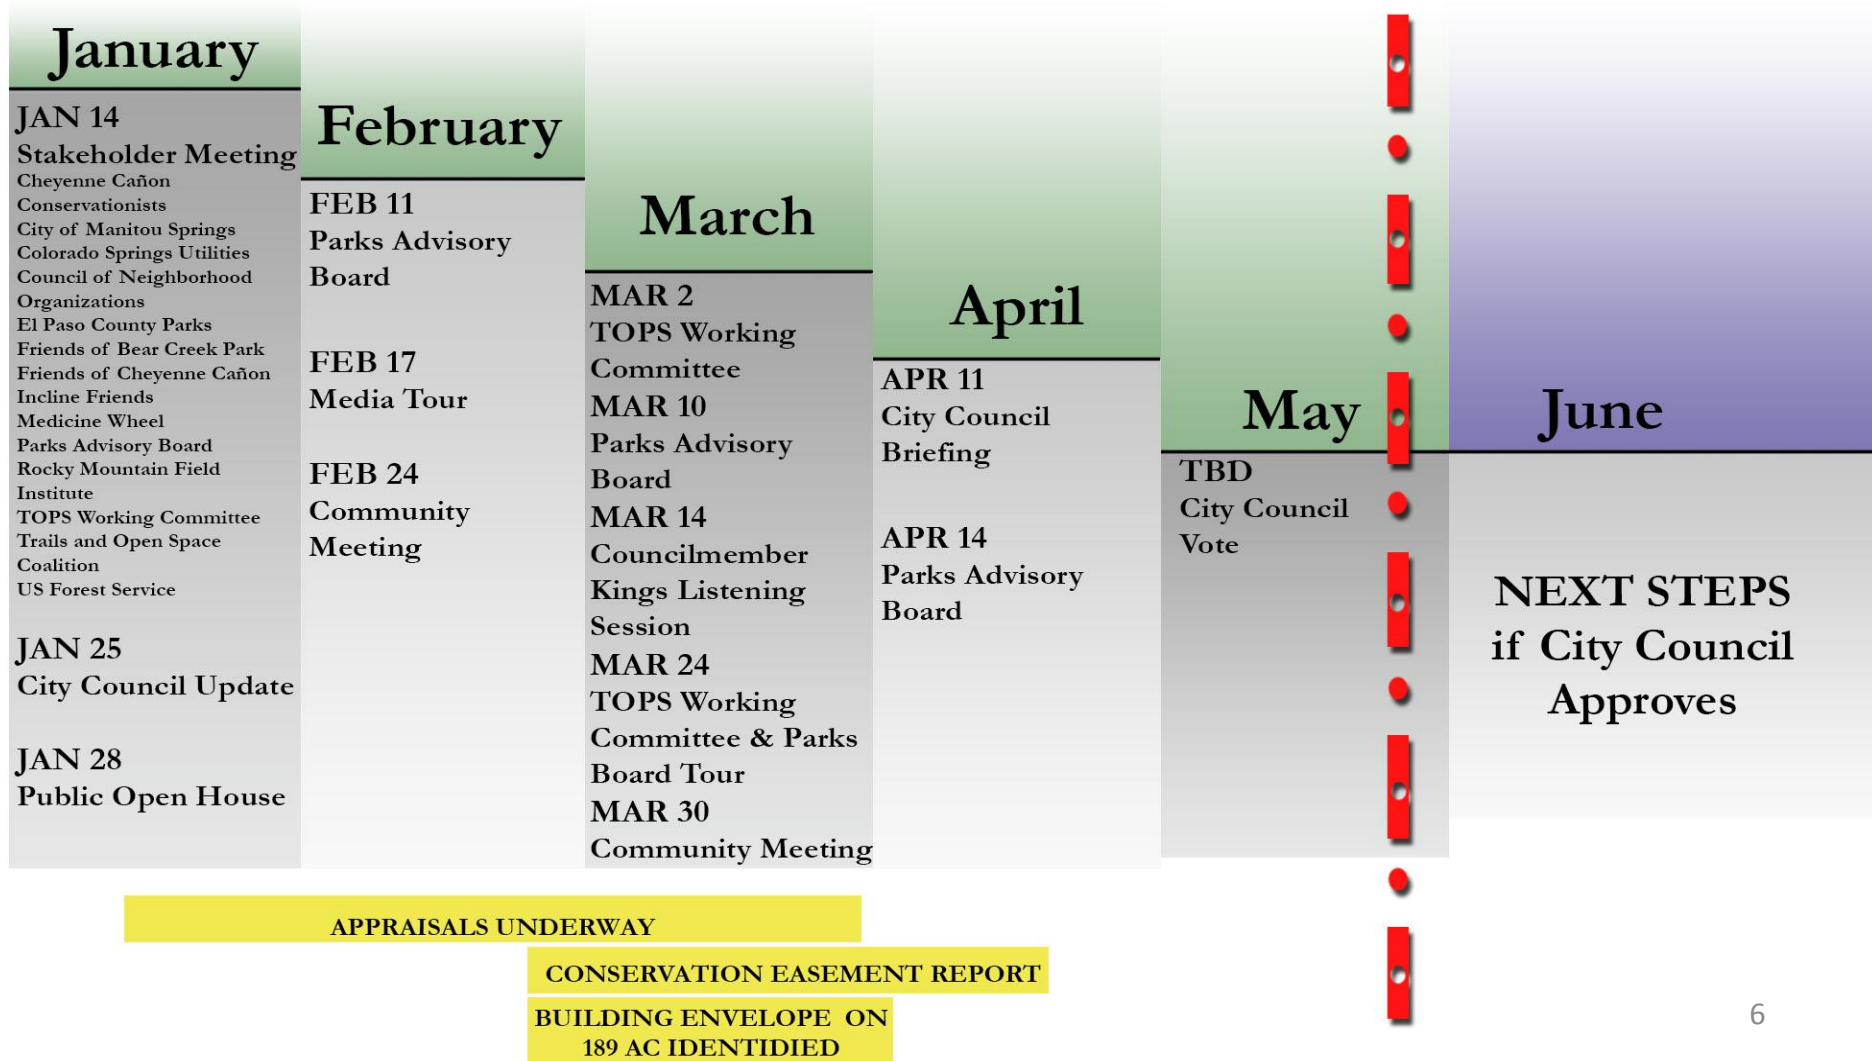 January
JAN 14
Stakeholder Meeting
Cheyenne Cañon
Conservationists
City of Manitou Springs
Colorado Springs Utilities
Council of Neighborhood
Organizations
El Paso County Parks
Friends of Bear Creek Park
Friends of Cheyenne Cañon
Incline Friends
Medicine Wheel
Parks Advisory Board
Rocky Mountain Field
Institute
TOPS Working Committee
Trails and Open Space
Coalition
US Forest Service
JAN 25
City Council Update
JAN 28
Public Open House
February
FEB 11
Parks Advisory
Board
FEB 17
Media Tour
FEB 24
Community
Meeting
March
MAR 2
TOPS Working
Committee
MAR 10
Parks Advisory
Board
MAR 14
Councilmember
Kings Listening
Session
MAR 24
TOPS Working
Committee & Parks
Board Tour
MAR 30
Community Meeting
April
APR 11
City Council
Briefing
APR 14
Parks Advisory
Board
May
TBD
City Council
Vote
June
NEXT STEPS
if City Council
Approves
APPRAISALS UNDERWAY
CONSERVATION EASEMENT REPORT
BUILDING ENVELOPE ON
189 AC IDENTIDIED
6